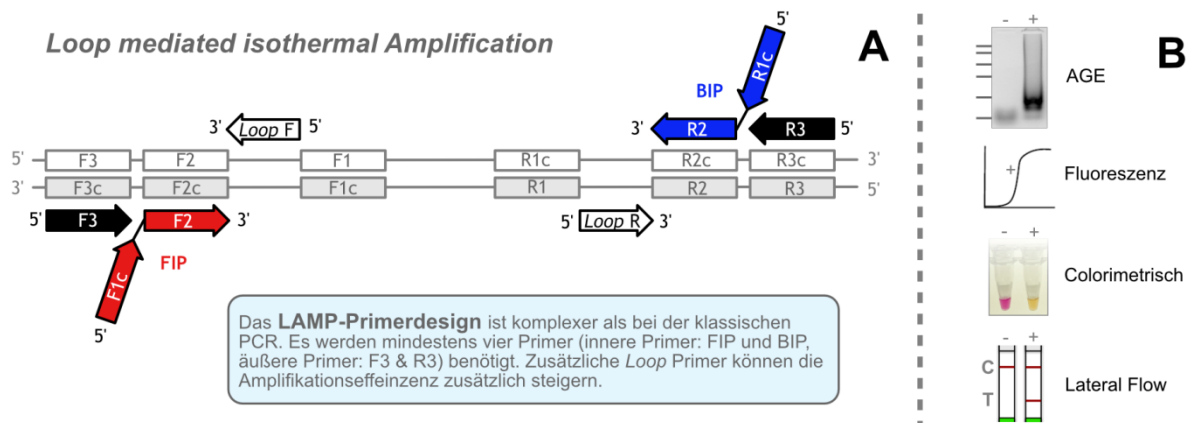 Loop mediated isothermal Amplification
A
5'
R1c
BIP
3'
Loop F
5'
3'
R2
R3
5'
5'
F3
F2
F1
R1c
R2c
R3c
3'
3'
F3c
F2c
F1c
R1
R2
R3
5'
5'
F3
F2
3'
5'
Loop R
3'
F1c
FIP
5'
Das LAMP-Primerdesign ist komplexer als bei der klassischen
PCR. Es werden mindestens vier Primer (innere Primer: FIP und BIP,
äußere Primer: F3 & R3) benötigt. Zusätzliche Loop Primer können die
Amplifikationseffeinzenz zusätzlich steigern.
B
- +
AGE
+
Fluoreszenz
- +
Colorimetrisch
- +
C
T
Lateral Flow